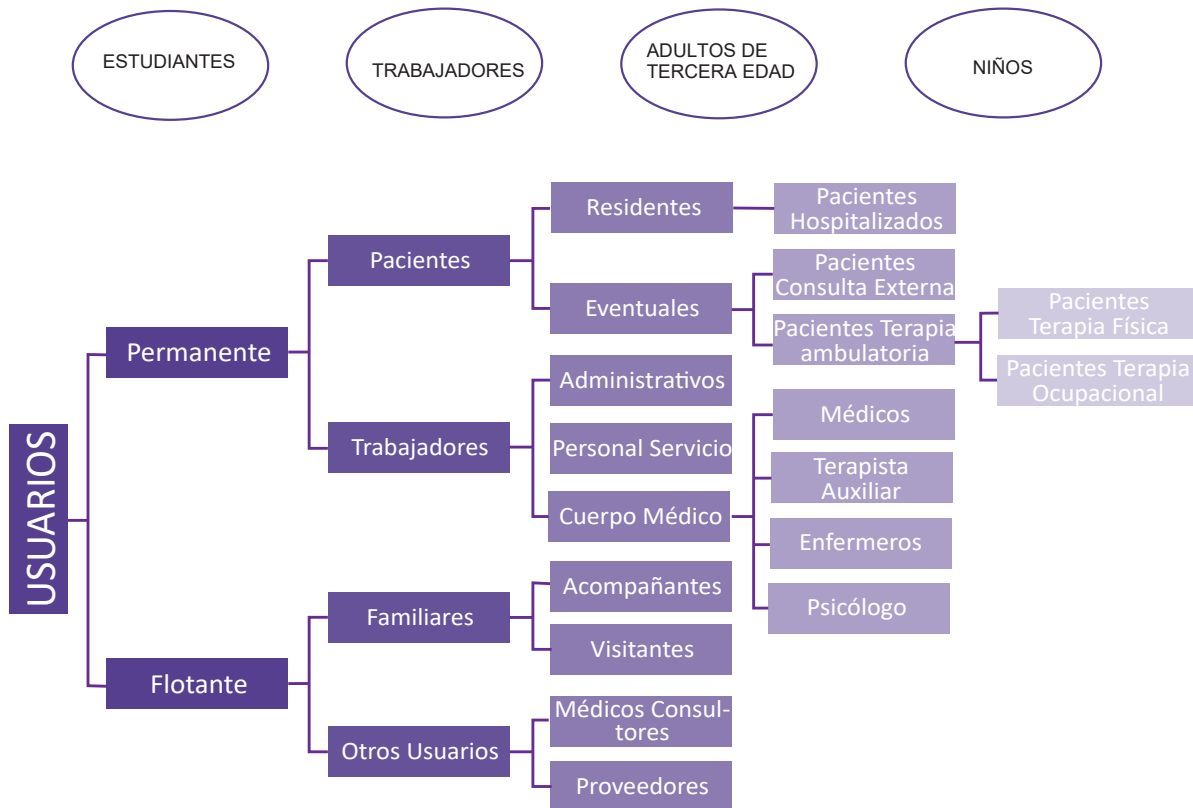 ESTUDIANTES
TRABAJADORES
ADULTOS DE
TERCERA EDAD
NIÑOS
USUARIOS
Permanente
Pacientes
Residentes
Pacientes
Hospitalizados
Eventuales
Pacientes
Consulta Externa
Pacientes Terapia
ambulatoria
Pacientes
Terapia Física
Pacientes Terapia
Ocupacional
Trabajadores
Administrativos
Personal Servicio
Cuerpo Médico
Médicos
Terapista
Auxiliar
Enfermeros
Psicólogo
Flotante
Familiares
Acompañantes
Visitantes
Otros Usuarios
Médicos Consul-
tores
Proveedores